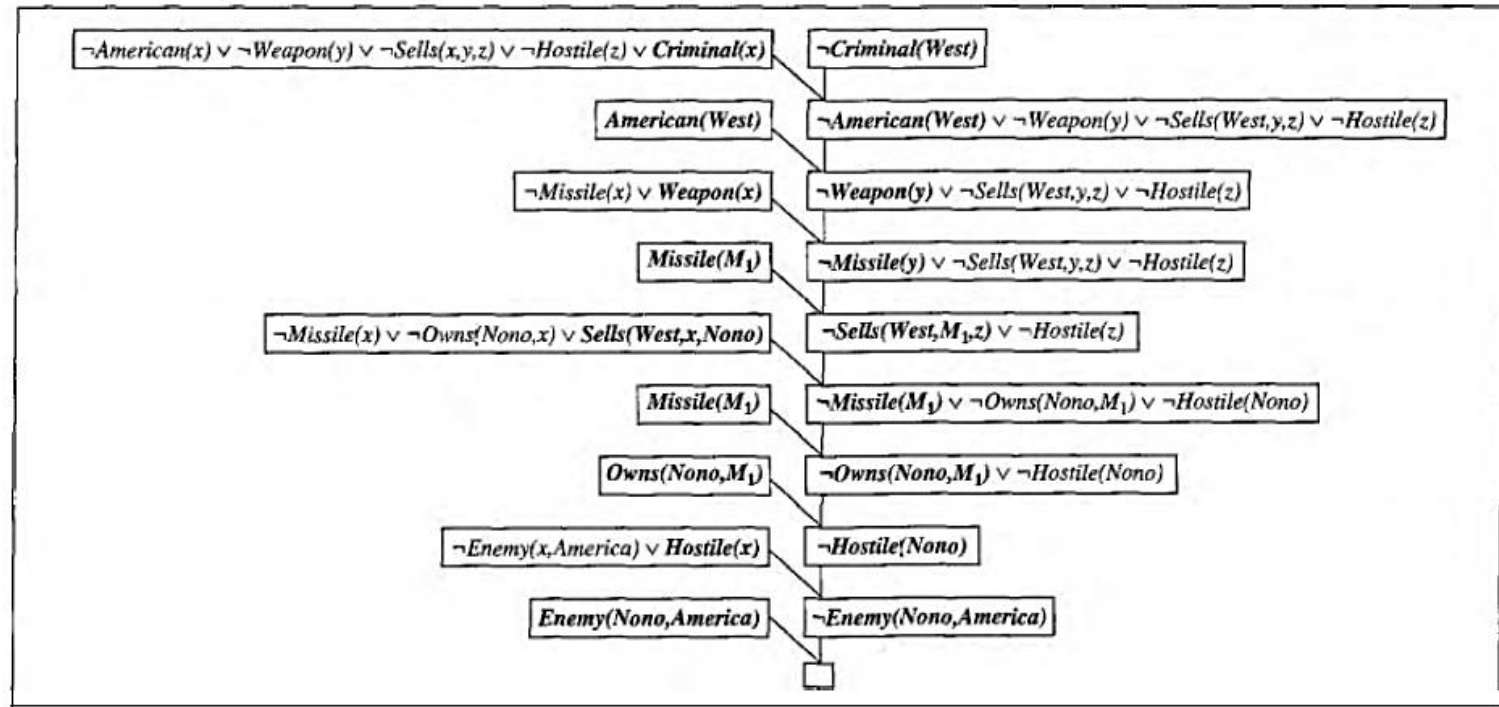 ¬American(x) ∨ ¬Weapon(y) ∨ ¬Sells(x,y,z) ∨ ¬Hostile(z) ∨ Criminal(x) ¬Criminal(West)
American(West) ¬American(West) ∨ ¬Weapon(y) ∨ ¬Sells(West,y,z) ∨ ¬Hostile(z)
¬Missile(x) ∨ Weapon(x) ¬Weapon(y) ∨ ¬Sells(West,y,z) ∨ ¬Hostile(z)
Missile(M₁) ¬Missile(y) ∨ ¬Sells(West,y,z) ∨ ¬Hostile(z)
¬Missile(x) ∨ ¬Owns(Nono,x) ∨ Sells(West,x,Nono) ¬Sells(West,M₁,z) ∨ ¬Hostile(z)
Missile(M₁) ¬Missile(M₁) ∨ ¬Owns(Nono,M₁) ∨ ¬Hostile(Nono)
Owns(Nono,M₁) ¬Owns(Nono,M₁) ∨ ¬Hostile(Nono)
¬Enemy(x,America) ∨ Hostile(x) ¬Hostile(Nono)
Enemy(Nono,America) ¬Enemy(Nono,America)